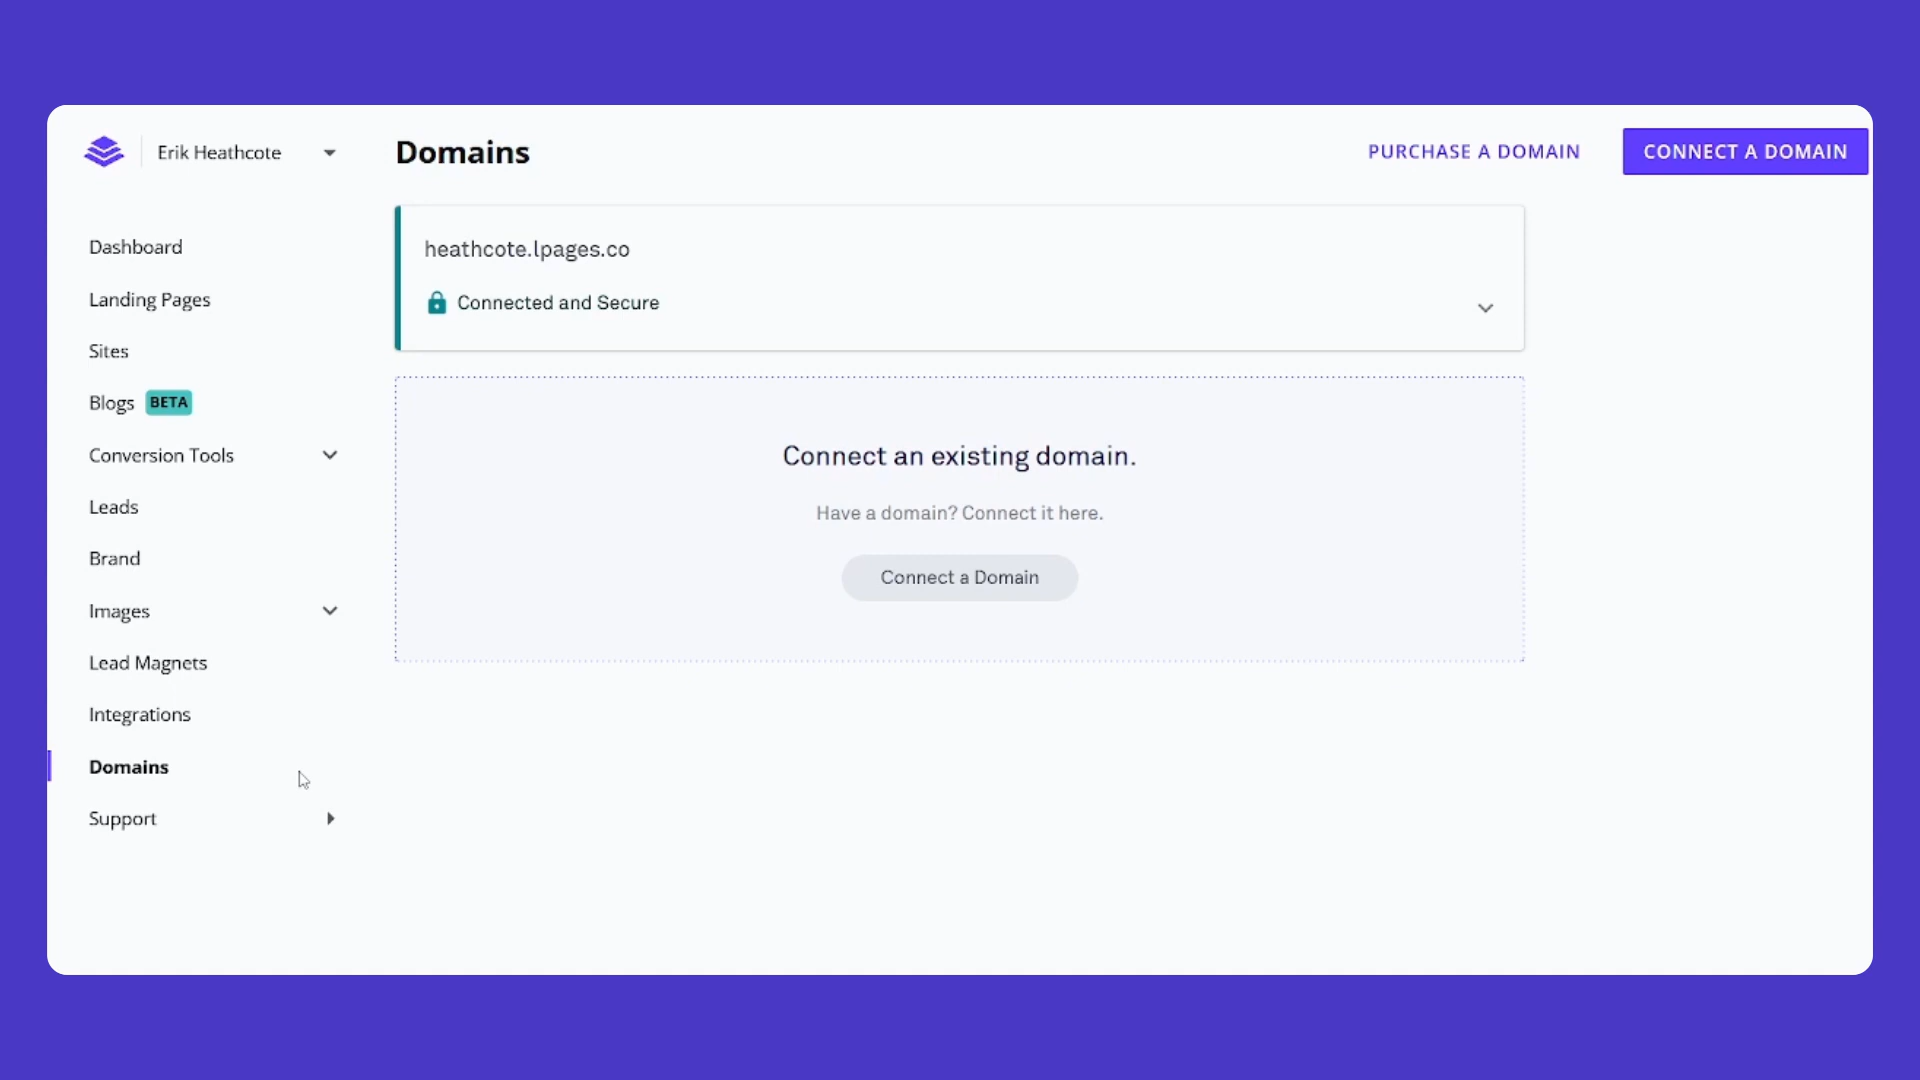 Erik Heathcote
Domains
PURCHASE A DOMAIN
CONNECT A DOMAIN
Dashboard
Landing Pages
Sites
Blogs BETA
Conversion Tools
Leads
Brand
Images
Lead Magnets
Integrations
Domains
Support
heathcote.lpages.co
Connected and Secure
Connect an existing domain.
Have a domain? Connect it here.
Connect a Domain